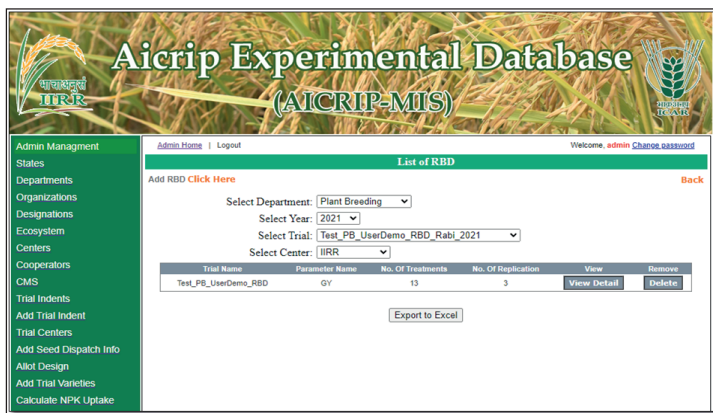 Aicrip Experimental Database
(AICRIP-MIS)
IIRR
ICAR
Admin Managment
States
Departments
Organizations
Designations
Ecosystem
Centers
Cooperators
CMS
Trial Indents
Add Trial Indent
Trial Centers
Add Seed Dispatch Info
Allot Design
Add Trial Varieties
Calculate NPK Uptake
Admin Home | Logout
Welcome, admin Change password
List of RBD
Add RBD Click Here
Back
Select Department: Plant Breeding
Select Year: 2021
Select Trial: Test_PB_UserDemo_RBD_Rabi_2021
Select Center: IIRR
Trial Name Parameter Name No. Of Treatments No. Of Replication View Remove
Test_PB_UserDemo_RBD GY 13 3 View Detail Delete
Export to Excel